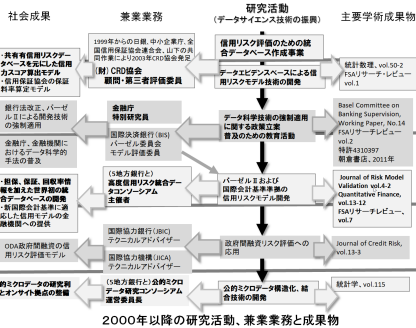 社会成果
兼業業務
研究活動
(データサイエンス技術の振興)
主要学術成果物
・共有有信用リスクデータベースを元にした信用力スコア算出モデル
・信用保証協会の保証料率算定モデル
1999年からの日銀、中小企業庁、全国信用保証協会連合会、山下の共同作業により2003年CRD協会発足
(財)CRD協会
顧問・第三者評価委員
信用リスク評価のための統合データベース作成事業
データエビデンスベースによる信用リスクモデル技術の開発
統計数理、vol.50-2
FSAリサーチ・レビュー
vol.1
銀行法改正、バーゼルⅡによる開発技術の強制適用
金融庁、金融機関におけるデータ科学的手法の普及
金融庁
特別研究員
国際決済銀行(BIS)
バーゼル委員会
モデル評価委員
データ科学技術の強制適用に関する政策立案
普及のための教育活動
Basel Committee on Banking Supervision, Working Paper, No.14
FSAリサーチ・レビュー
vol.2
特許4310397
朝倉書店、2011年
・担保、保証、回収率情報を加えた世界初の統合データベースの開発
・新国際会計基準に適応した信用モデルの金融機関への提供
(5地方銀行と)
高度信用リスク統合データコンソーシアム
主催者
バーゼルⅡおよび
国際会計基準準拠の
信用リスクモデル開発
Journal of Risk Model Validation vol.4-2
Quantitative Finance, vol.13-12
FSAリサーチ・レビュー、vol.7
ODA政府間融資の信用リスク評価モデル
国際協力銀行(JBIC)
テクニカルアドバイザー
国際協力機構(JICA)
テクニカルアドバイザー
政府間融資リスク評価への応用
Journal of Credit Risk, vol.13-3
的ミクロデータの研究利
とオンサイト拠点の整備
(5地方銀行と)公的ミクロデータ研究コンソーシアム
運営委員長
公的ミクロデータ構造化、結合技術の開発
統計学、vol.115
2000年以降の研究活動、兼業業務と成果物